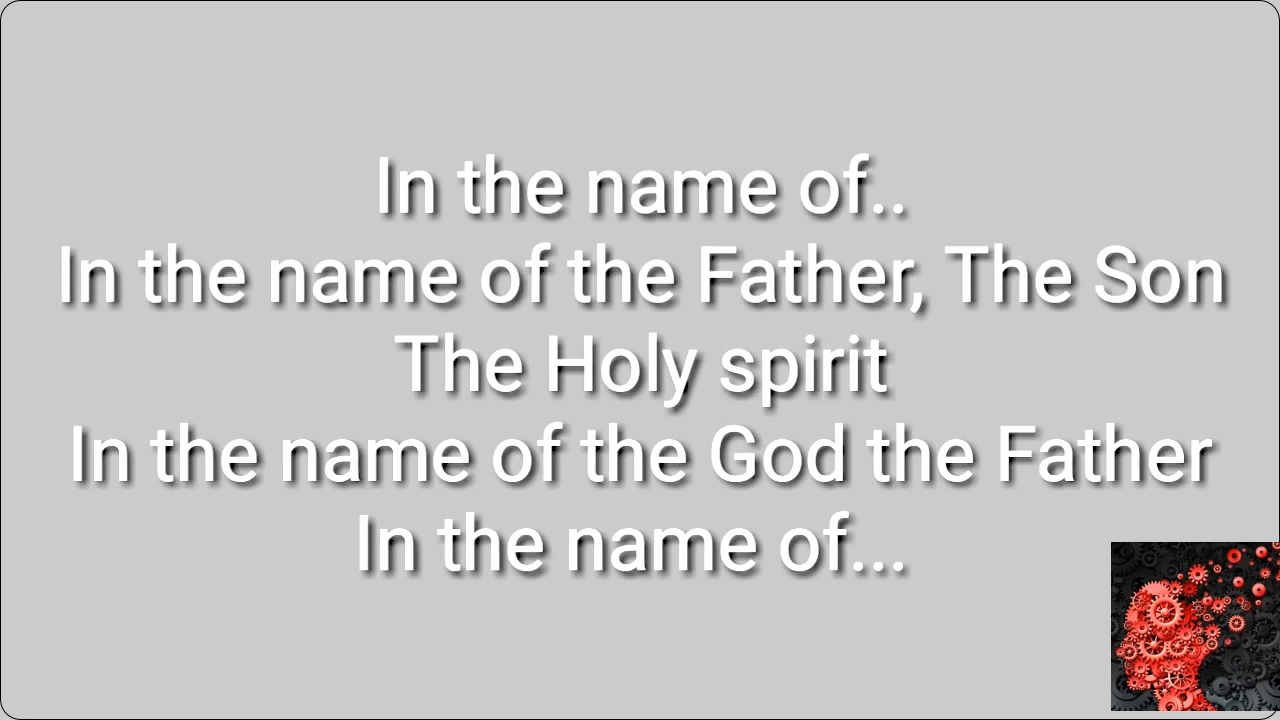 In the name of..
In the name of the Father, The Son
The Holy spirit
In the name of the God the Father
In the name of...